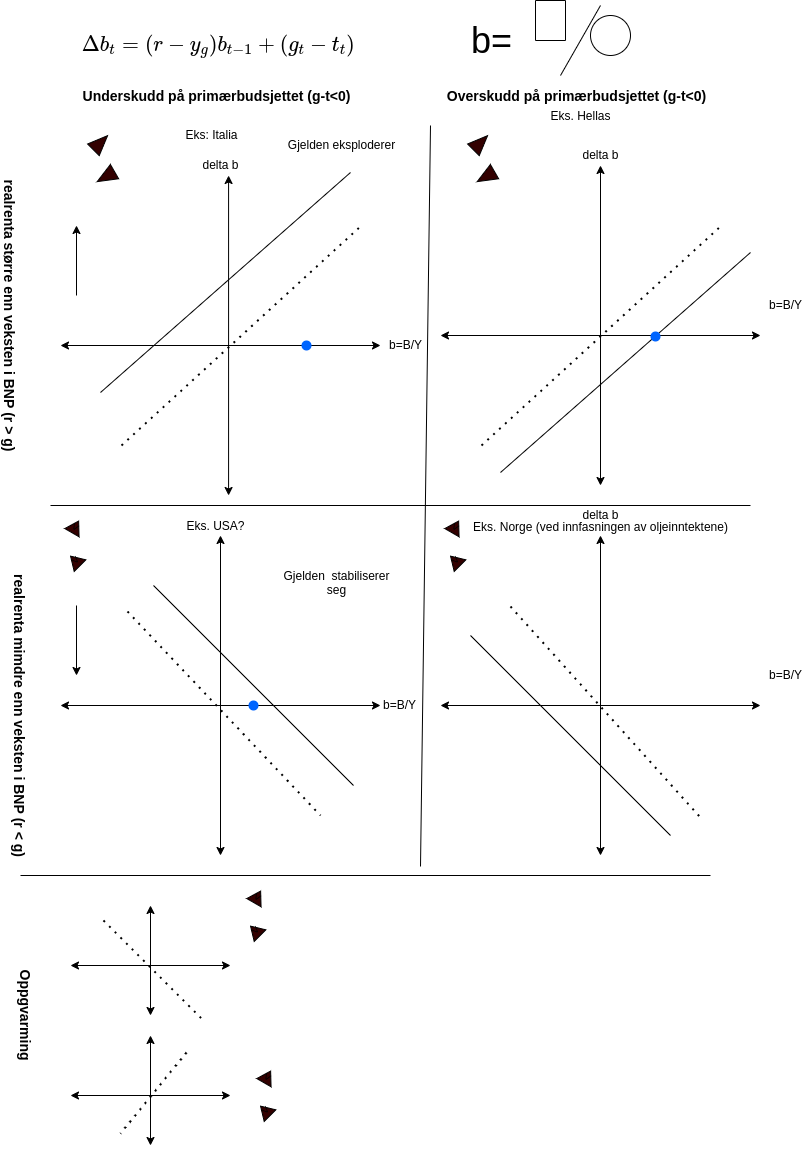 Δb_t = (r − y_g)b_{t−1} + (g_t − t_t)
b=
Underskudd på primærbudsjettet (g-t<0)
Overskudd på primærbudsjettet (g-t<0)
Eks. Hellas
Eks: Italia
Gjelden eksploderer
delta b
delta b
realrenta større enn veksten i BNP (r > g)
b=B/Y
b=B/Y
delta b
Eks. USA?
Eks. Norge (ved innfasningen av oljeinntektene)
Gjelden stabiliserer
seg
realrenta miimdre enn veksten i BNP (r < g)
b=B/Y
b=B/Y
Oppgvarming